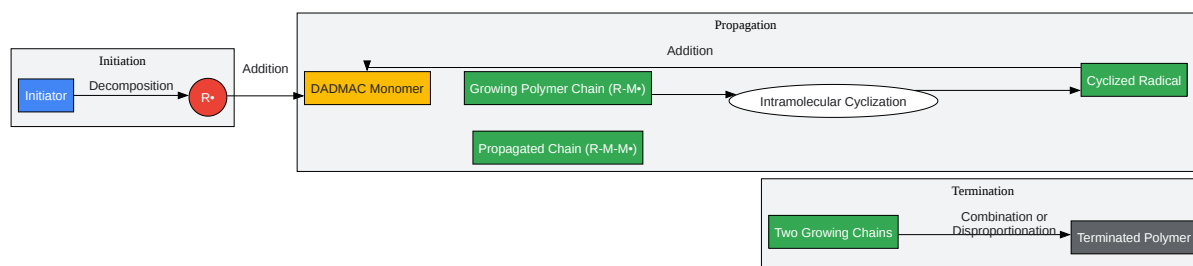 Propagation
Initiation
Addition
Addition
Initiator
Decomposition
R•
DADMAC Monomer
Growing Polymer Chain (R-M•)
Intramolecular Cyclization
Cyclized Radical
Propagated Chain (R-M-M•)
Termination
Two Growing Chains
Combination or
Disproportionation
Terminated Polymer